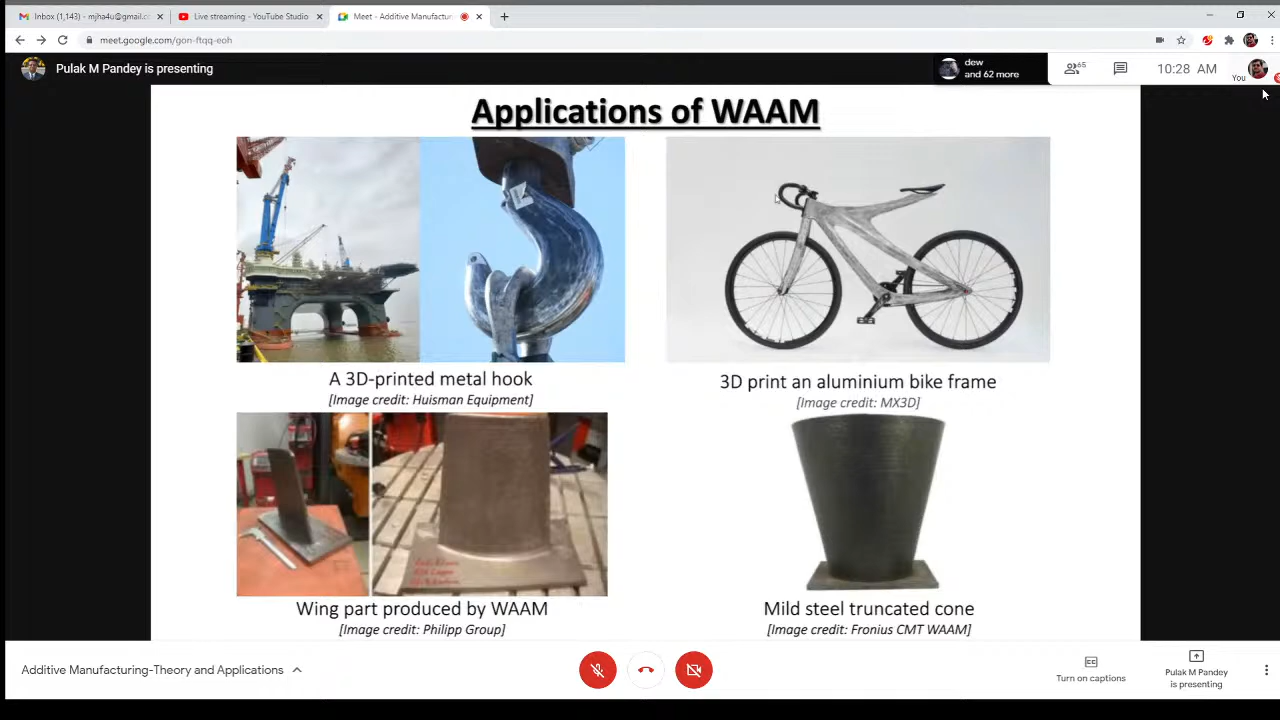 Inbox (1,143) - mjha4u@gmail.c
Live streaming - YouTube Studio
Meet - Additive Manufactur
meet.google.com/gon-ftqq-eoh
Pulak M Pandey is presenting
dew
and 62 more
65
10:28 AM
You
Applications of WAAM
A 3D-printed metal hook
[Image credit: Huisman Equipment]
3D print an aluminium bike frame
[Image credit: MX3D]
Wing part produced by WAAM
[Image credit: Philipp Group]
Mild steel truncated cone
[Image credit: Fronius CMT WAAM]
Additive Manufacturing-Theory and Applications
Turn on captions
Pulak M Pandey
is presenting